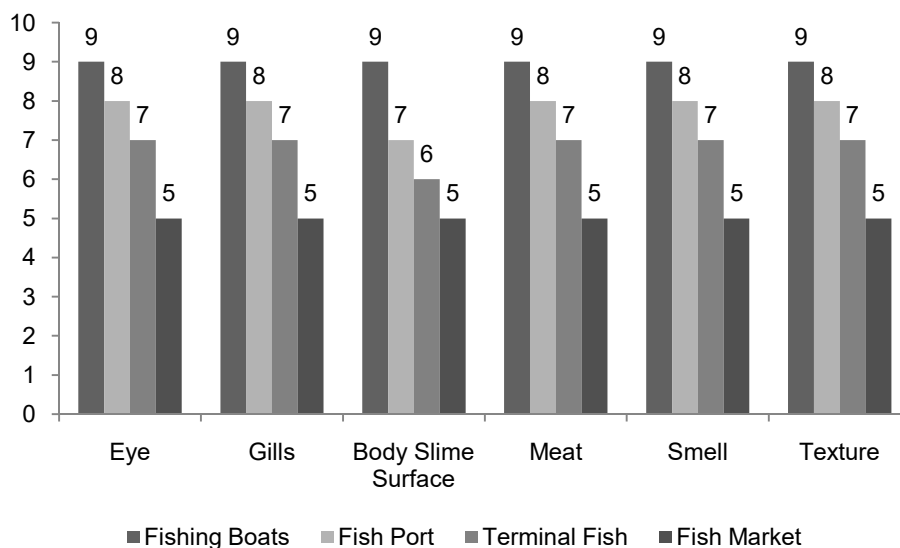 10
9
8
7
6
5
4
3
2
1
0
9 8 7 5
9 8 7 5
9 7 6 5
9 8 7 5
9 8 7 5
9 8 7 5
Eye
Gills
Body Slime
Surface
Meat
Smell
Texture
Fishing Boats Fish Port Terminal Fish Fish Market